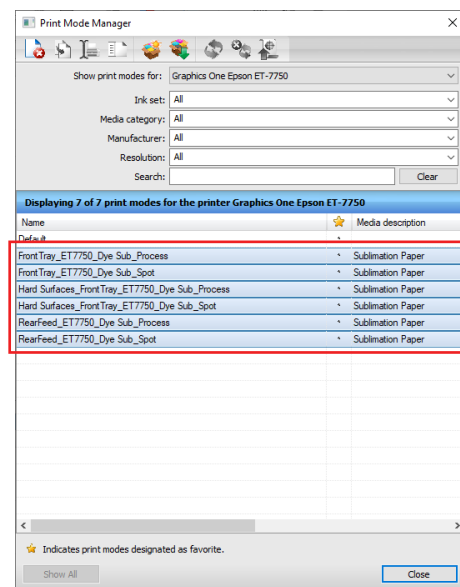 Print Mode Manager
Show print modes for: Graphics One Epson ET-7750
Ink set: All
Media category: All
Manufacturer: All
Resolution: All
Search: Clear
Displaying 7 of 7 print modes for the printer Graphics One Epson ET-7750
Name Media description
Default
FrontTray_ET7750_Dye Sub_Process Sublimation Paper
FrontTray_ET7750_Dye Sub_Spot Sublimation Paper
Hard Surfaces_FrontTray_ET7750_Dye Sub_Process Sublimation Paper
Hard Surfaces_FrontTray_ET7750_Dye Sub_Spot Sublimation Paper
RearFeed_ET7750_Dye Sub_Process Sublimation Paper
RearFeed_ET7750_Dye Sub_Spot Sublimation Paper
Indicates print modes designated as favorite.
Show All Close